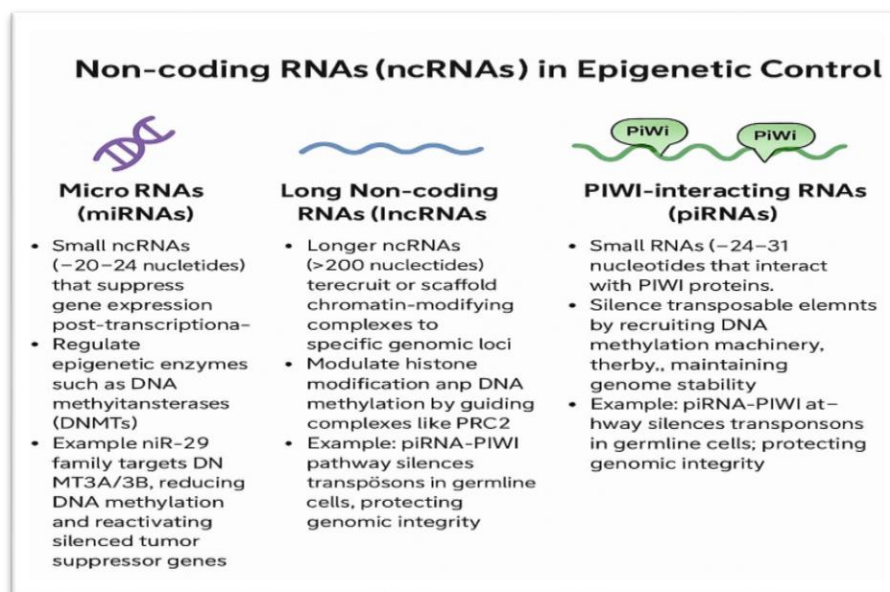 Non-coding RNAs (ncRNAs) in Epigenetic Control
Micro RNAs
(miRNAs)
• Small ncRNAs
(−20−24 nucletides)
that suppress
gene expression
post-transcriptiona–
• Regulate
epigenetic enzymes
such as DNA
methyitansterases
(DNMTs)
• Example niR-29
family targets DN
MT3A/3B, reducing
DNA methylation
and reactivating
silenced tumor
suppressor genes
Long Non-coding
RNAs (lncRNAs
• Longer ncRNAs
(>200 nuclectides)
terecruit or scaffold
chromatin-modifying
complexes to
specific genomic loci
• Modulate histone
modification anp DNA
methylation by guiding
complexes like PRC2
• Example: piRNA-PIWI
pathway silences
transpösons in germline
cells, protecting
genomic integrity
PiWi
PiWi
PIWI-interacting RNAs
(piRNAs)
• Small RNAs (−24−31
nucleotides that interact
with PIWI proteins.
• Silence transposable elemnts
by recruiting DNA
methylation machinery,
therby,, maintaining
genome stability
• Example: piRNA-PIWI at–
hway silences transponsons
in germline cells; protecting
genomic integrity